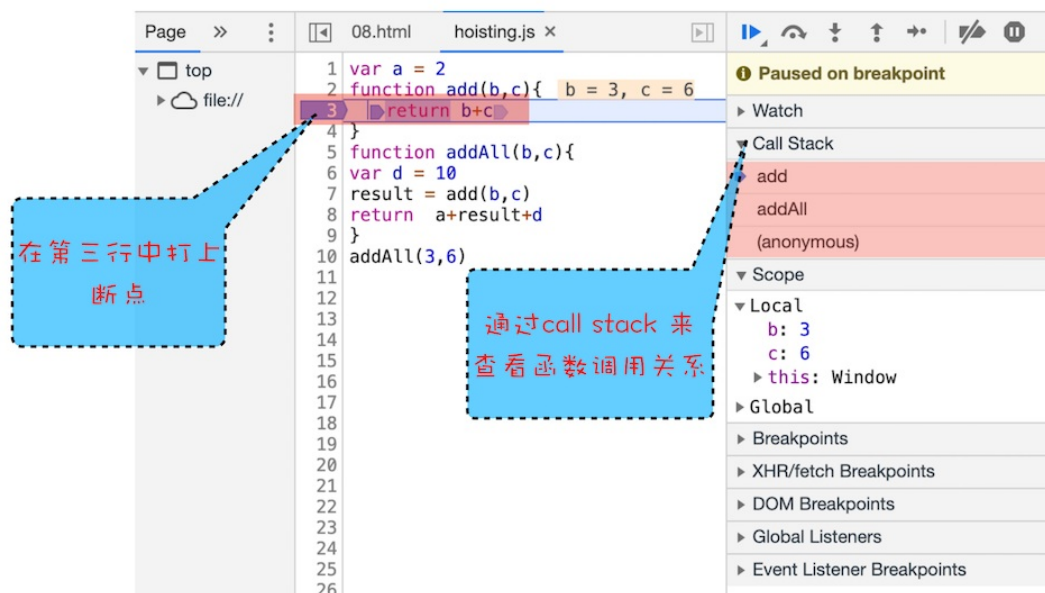 Page
08.html
hoisting.js ×
top
file://
1 var a = 2
2 function add(b,c){ b = 3, c = 6
3 return b+c
4 }
5 function addAll(b,c){
6 var d = 10
7 result = add(b,c)
8 return a+result+d
9 }
10 addAll(3,6)
11
12
13
14
15
16
17
18
19
20
21
22
23
24
25
26
在第三行中打上
断点
通过call stack 来
查看函数调用关系
Paused on breakpoint
Watch
Call Stack
add
addAll
(anonymous)
Scope
Local
b: 3
c: 6
this: Window
Global
Breakpoints
XHR/fetch Breakpoints
DOM Breakpoints
Global Listeners
Event Listener Breakpoints